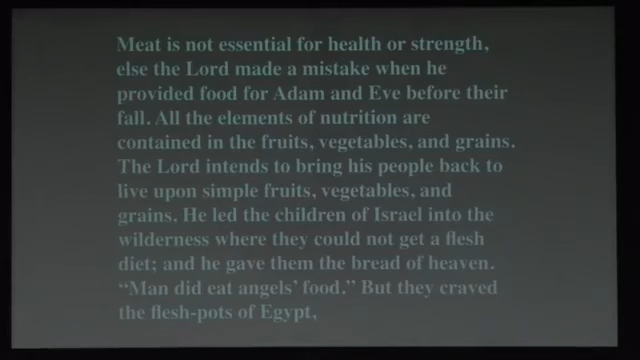 Meat is not essential for health or strength,
else the Lord made a mistake when he
provided food for Adam and Eve before their
fall. All the elements of nutrition are
contained in the fruits, vegetables, and grains.
The Lord intends to bring his people back to
live upon simple fruits, vegetables, and
grains. He led the children of Israel into the
wilderness where they could not get a flesh
diet; and he gave them the bread of heaven.
“Man did eat angels’ food.” But they craved
the flesh-pots of Egypt,